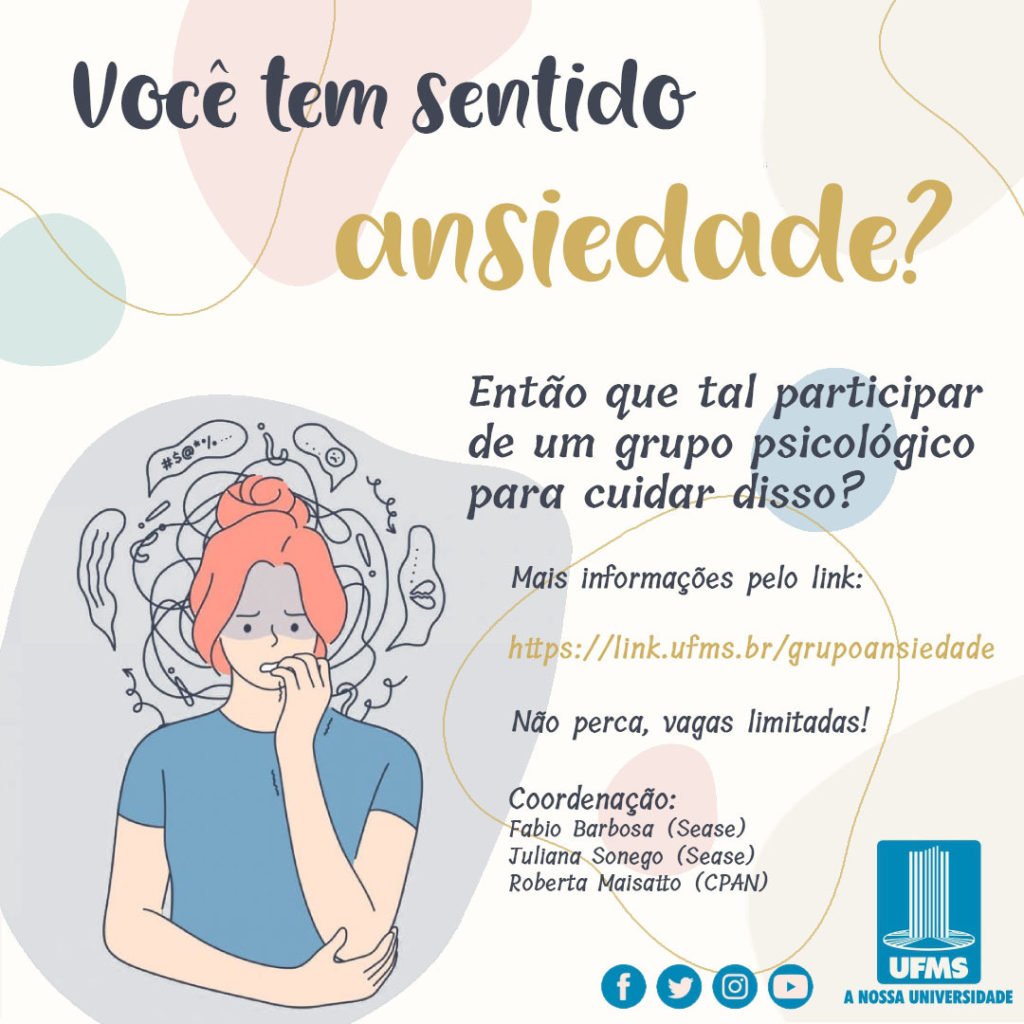 Você tem sentido
ansiedade?
Então que tal participar
de um grupo psicológico
para cuidar disso?
#$@*%...
Mais informações pelo link:
https://link.ufms.br/grupoansiedade
Não perca, vagas limitadas!
Coordenação:
Fabio Barbosa (Sease)
Juliana Sonego (Sease)
Roberta Maisatto (CPAN)
UFMS
A NOSSA UNIVERSIDADE